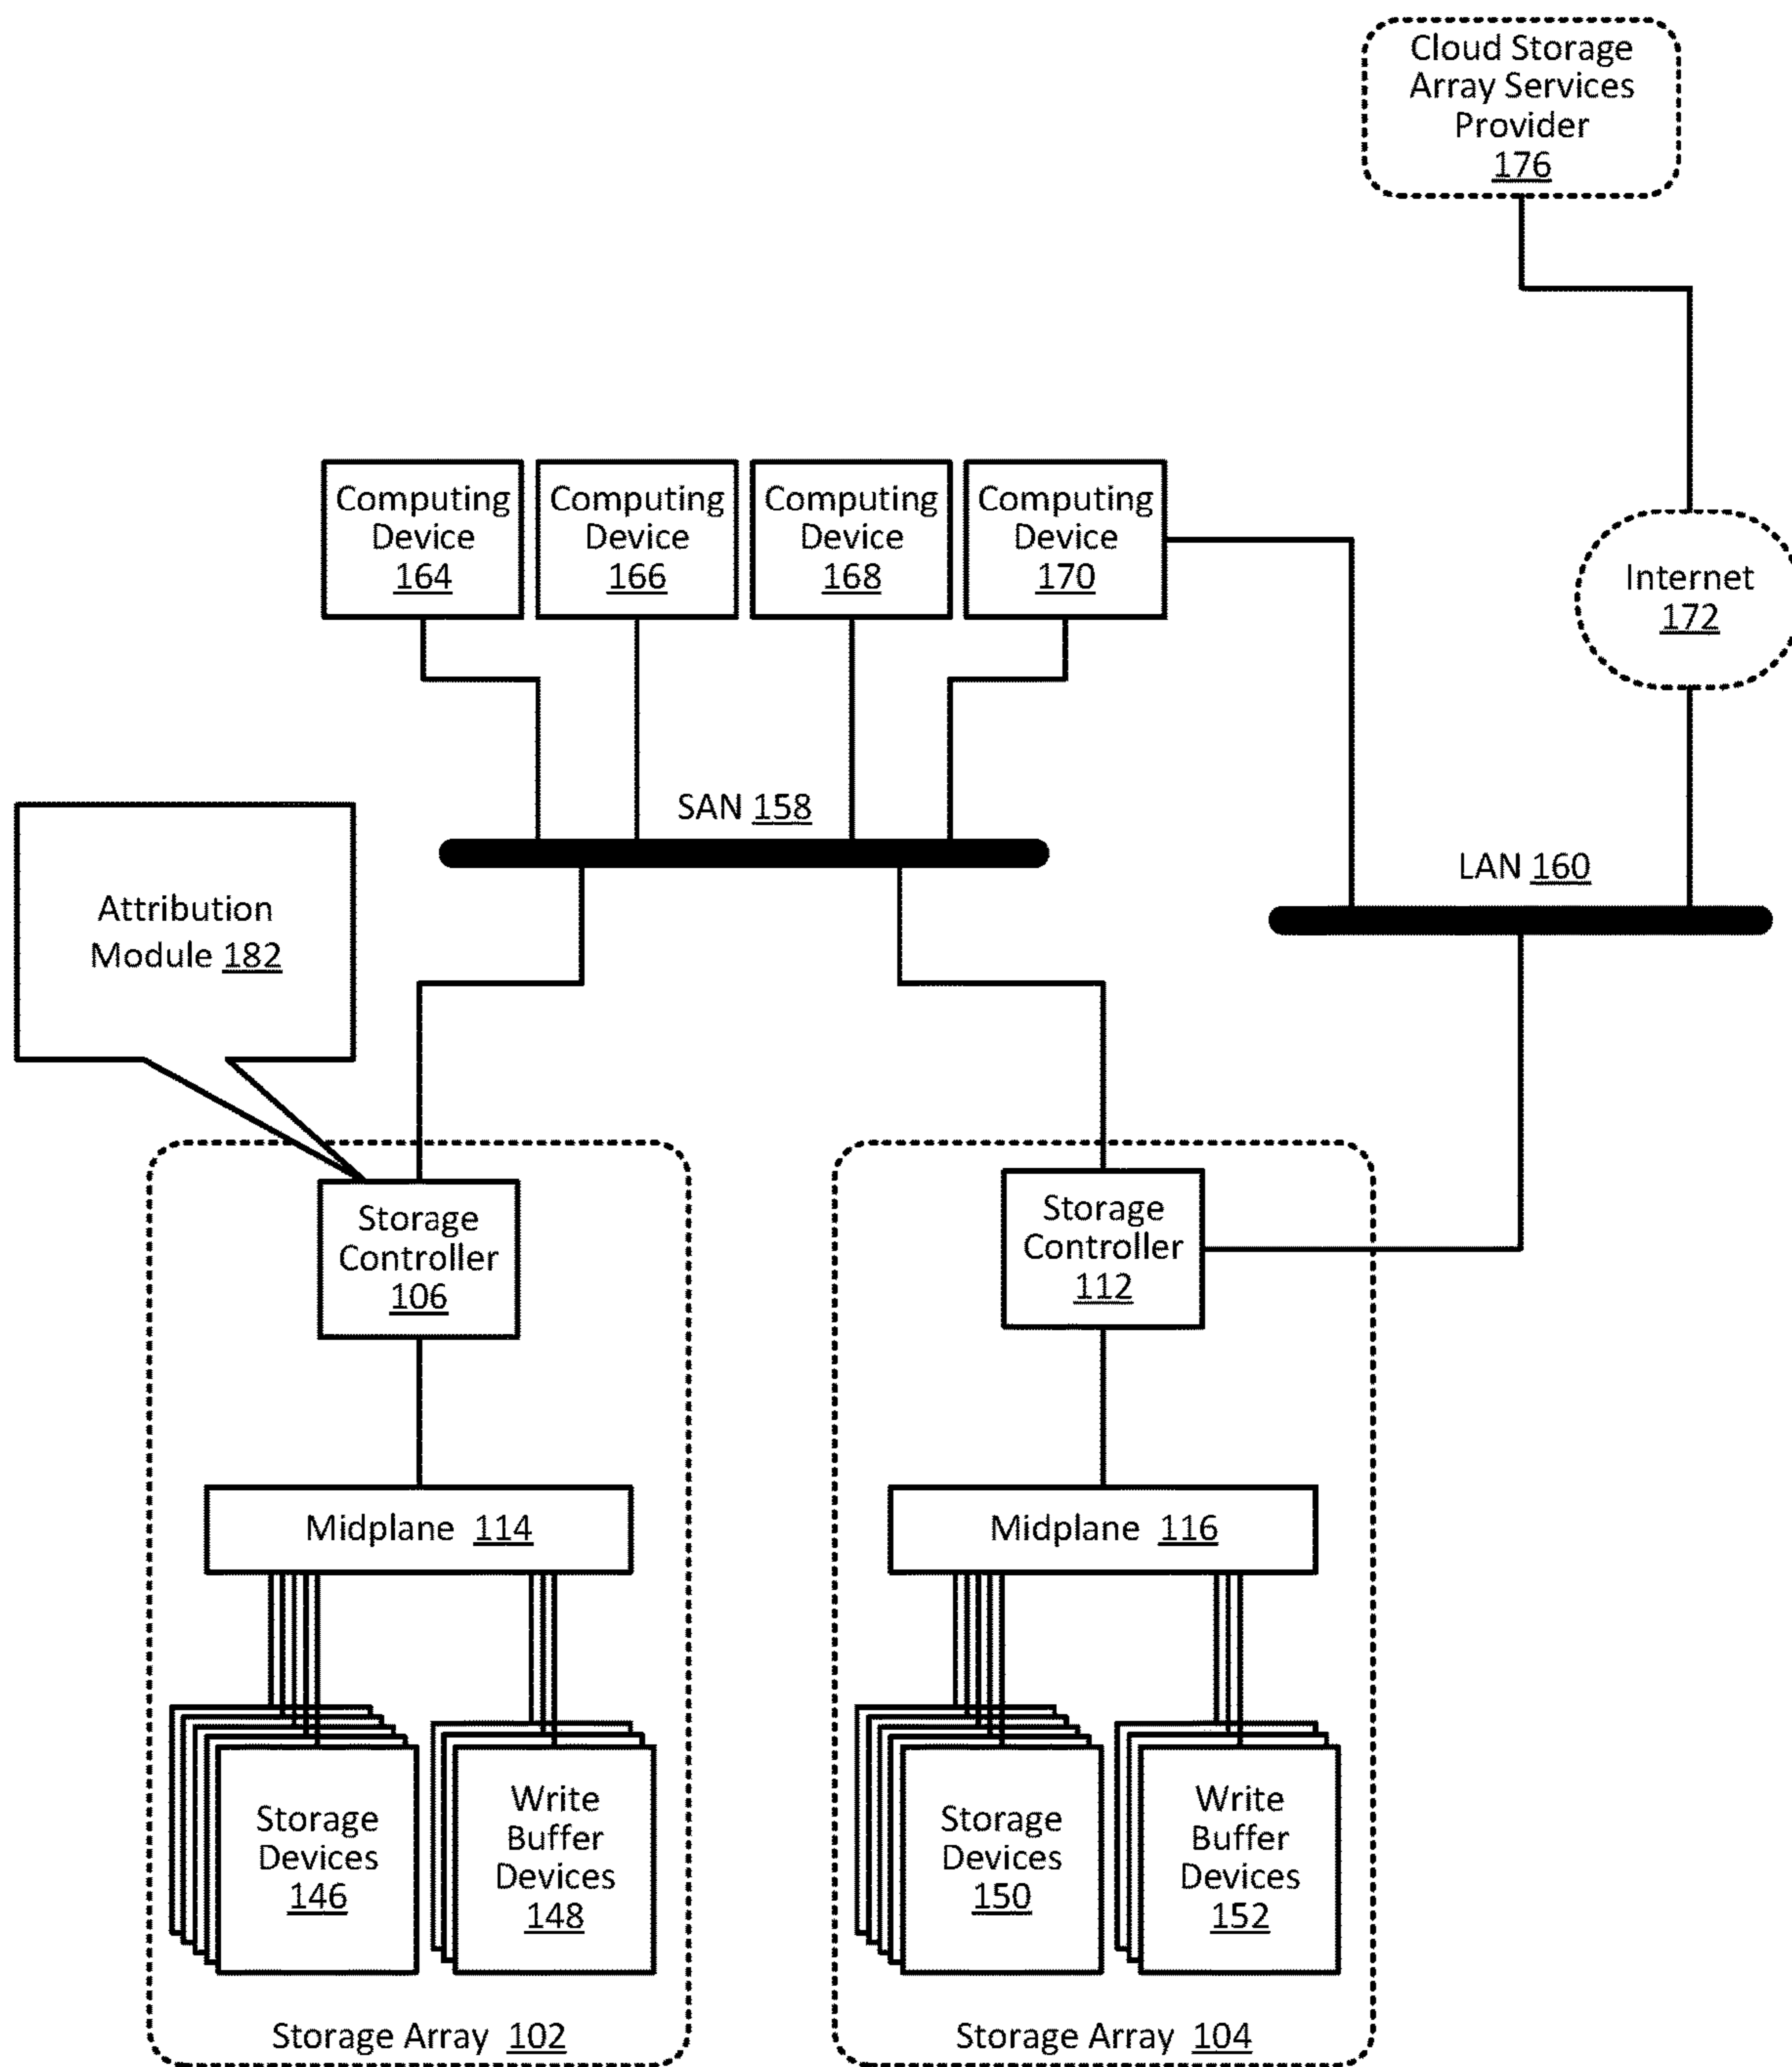 Cloud Storage
Array Services
Provider
176
Computing
Device
164
Computing
Device
166
Computing
Device
168
Computing
Device
170
Internet
172
SAN 158
LAN 160
Attribution
Module 182
Storage
Controller
106
Storage
Controller
112
Midplane 114
Midplane 116
Storage
Devices
146
Write
Buffer
Devices
148
Storage
Devices
150
Write
Buffer
Devices
152
Storage Array 102
Storage Array 104